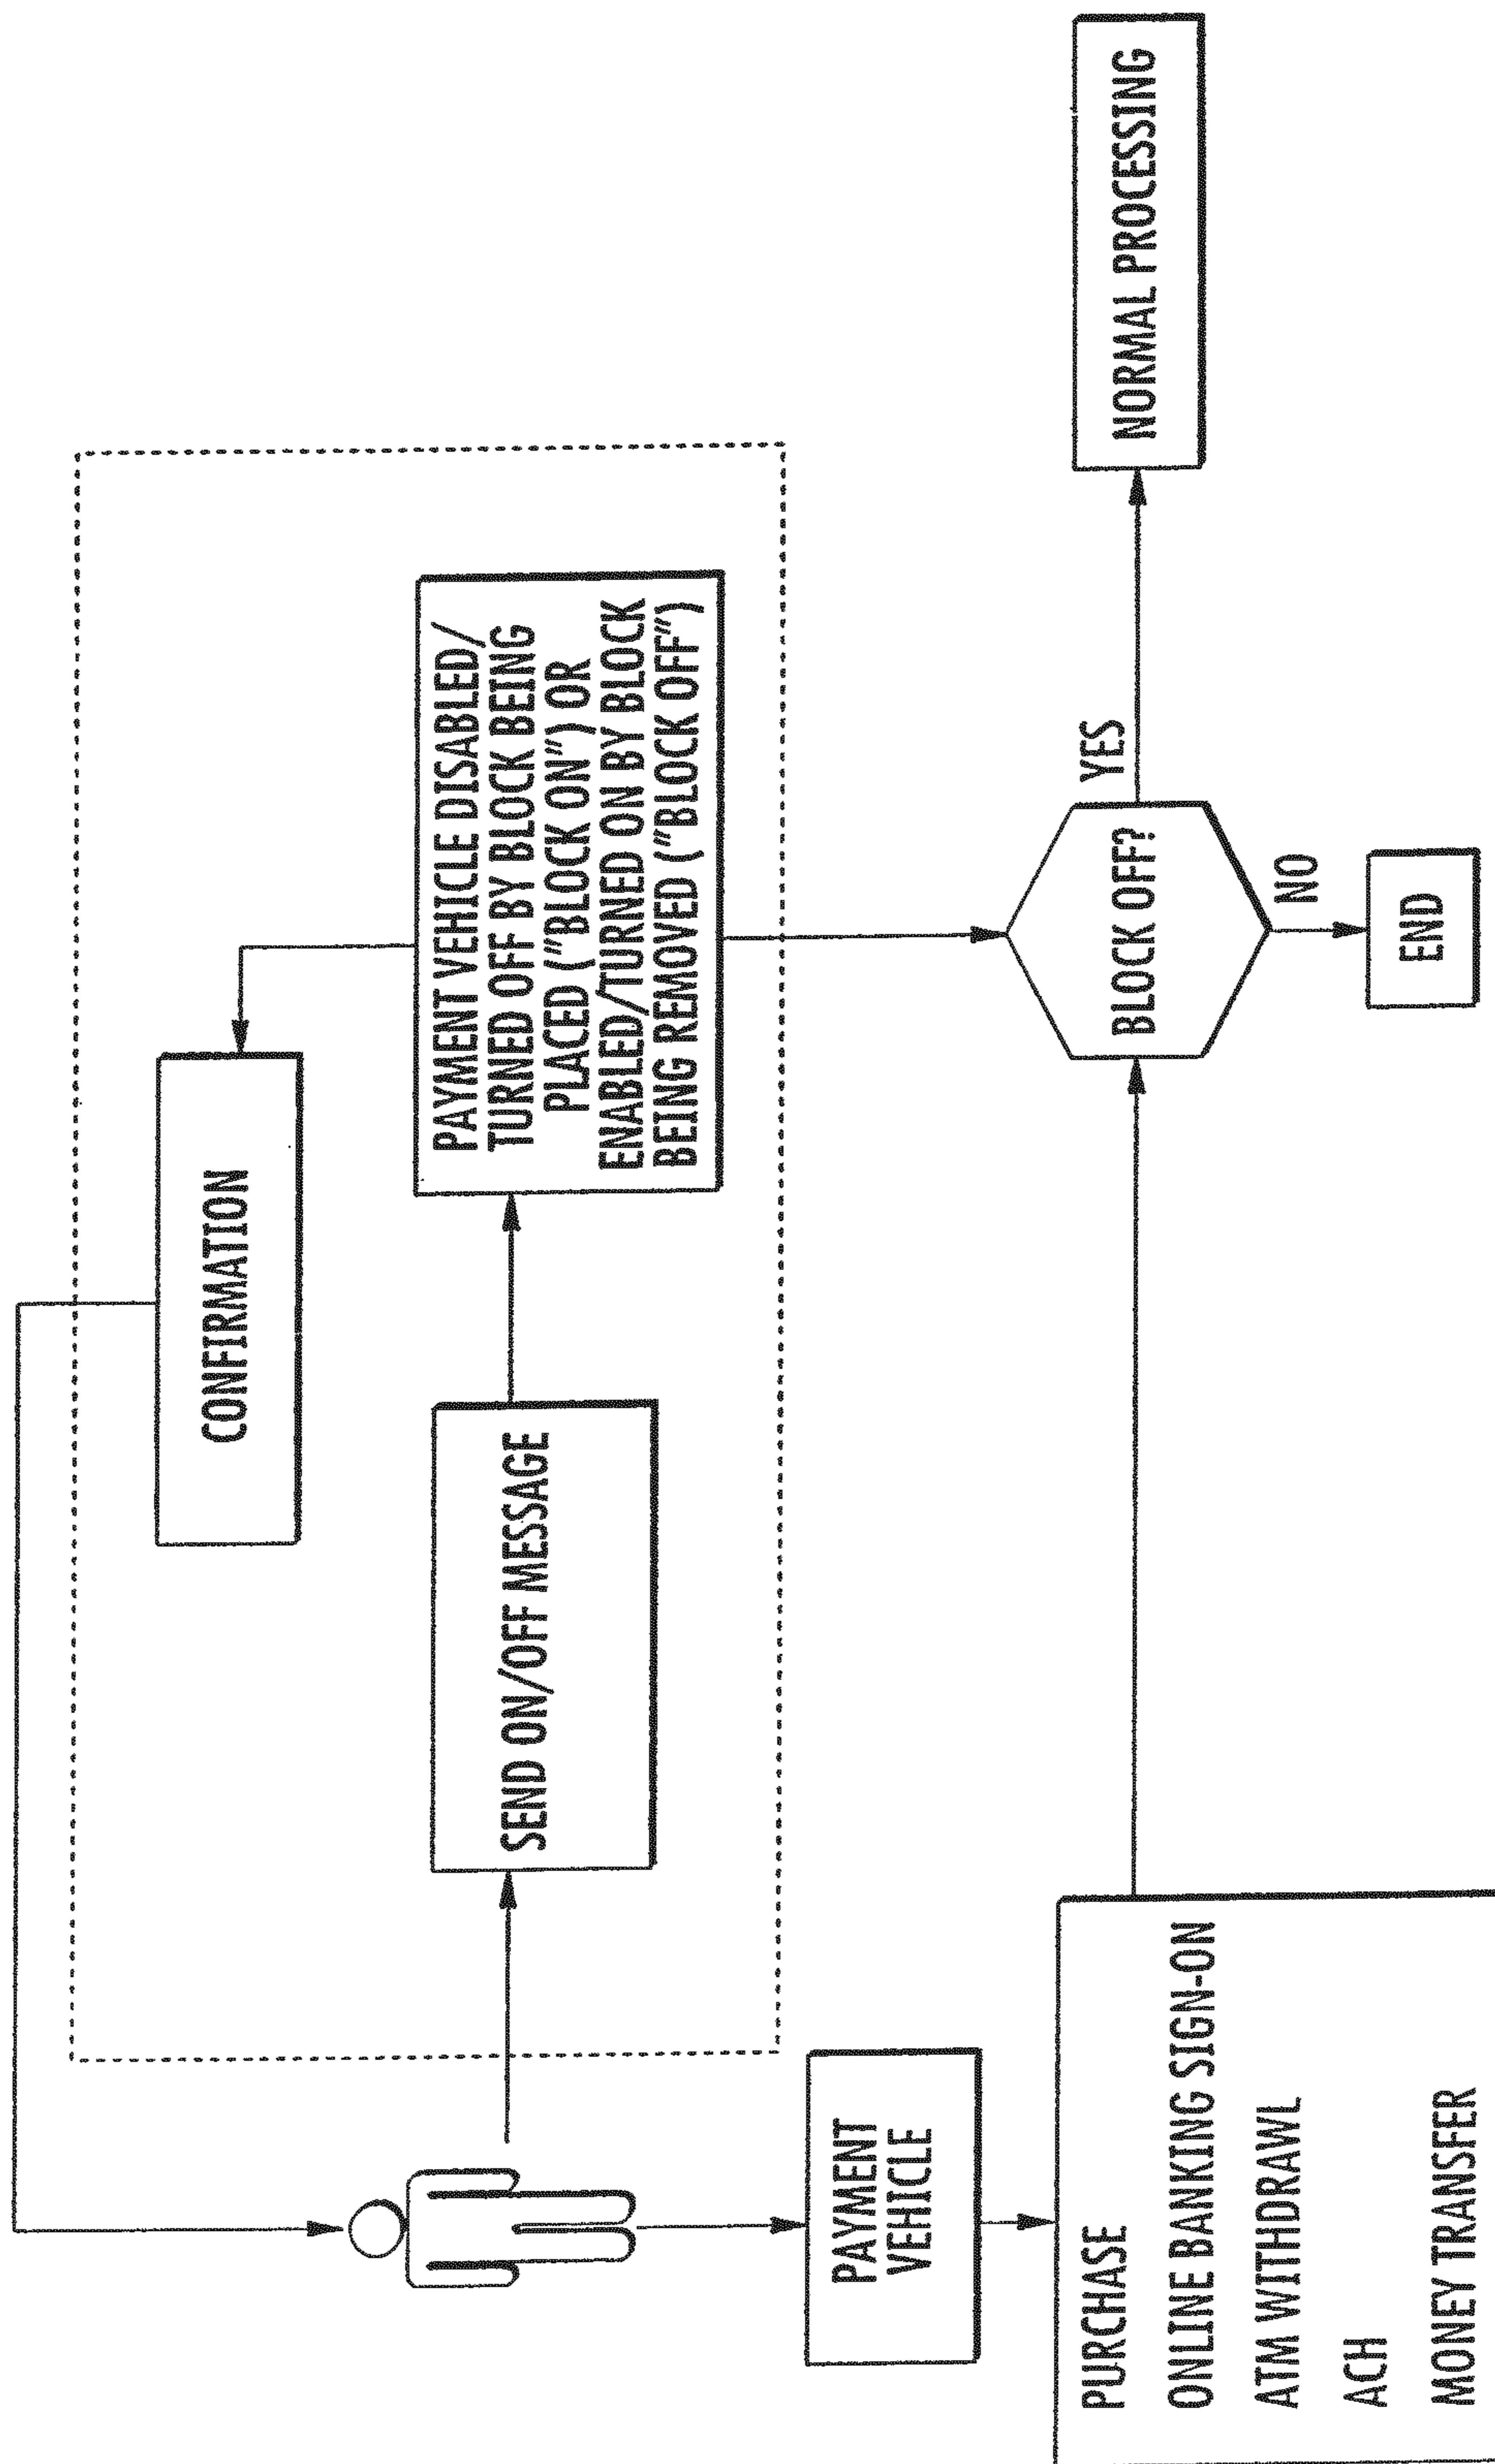 CONFIRMATION
SEND ON/OFF MESSAGE
PAYMENT VEHICLE DISABLED/
TURNED OFF BY BLOCK BEING
PLACED ("BLOCK ON") OR
ENABLED/TURNED ON BY BLOCK
BEING REMOVED ("BLOCK OFF")
PAYMENT
VEHICLE
PURCHASE
ONLINE BANKING SIGN-ON
ATM WITHDRAWL
ACH
MONEY TRANSFER
BLOCK OFF?
YES
NORMAL PROCESSING
NO
END